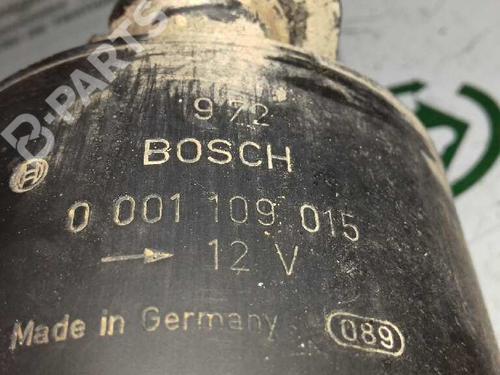 B-PARTS
972
BOSCH
0 001 109 015
12 V
Made in Germany 089